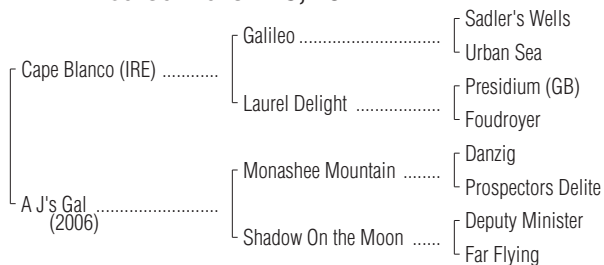 Sadler's Wells
Galileo ..............................
Urban Sea
Cape Blanco (IRE) ............
Presidium (GB)
Laurel Delight ..................
Foudroyer
Danzig
Monashee Mountain ........
Prospectors Delite
A J's Gal ..........................
(2006)
Deputy Minister
Shadow On the Moon ......
Far Flying